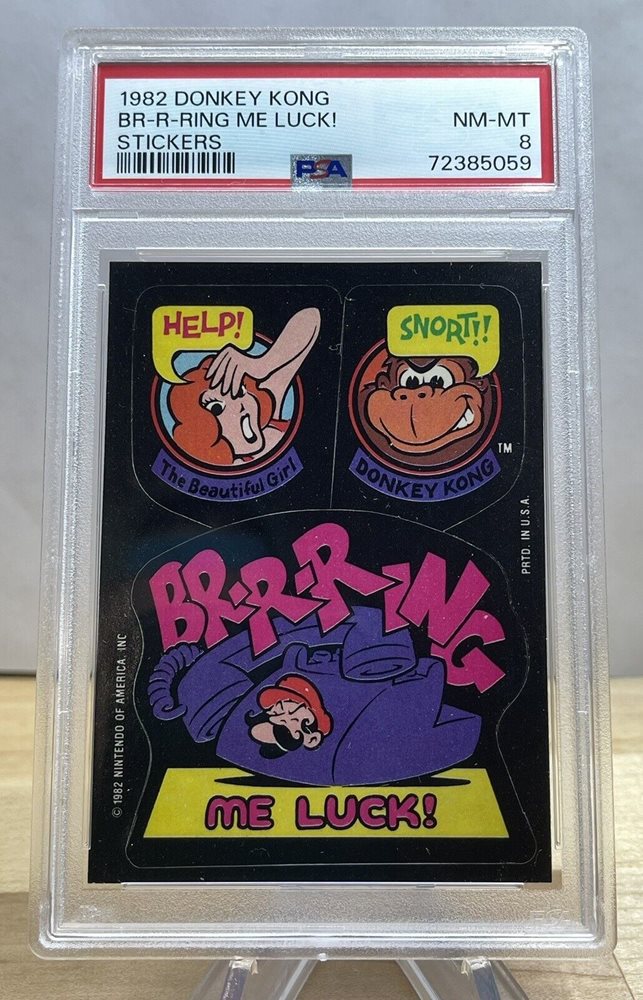 1982 DONKEY KONG
BR-R-RING ME LUCK!
STICKERS
NM-MT
8
72385059
PSA
HELP!
The Beautiful Girl
SNORT!!
DONKEY KONG
TM
PRTD. IN U.S.A.
BR-R-R-ING
ME LUCK!
© 1982 NINTENDO OF AMERICA, INC